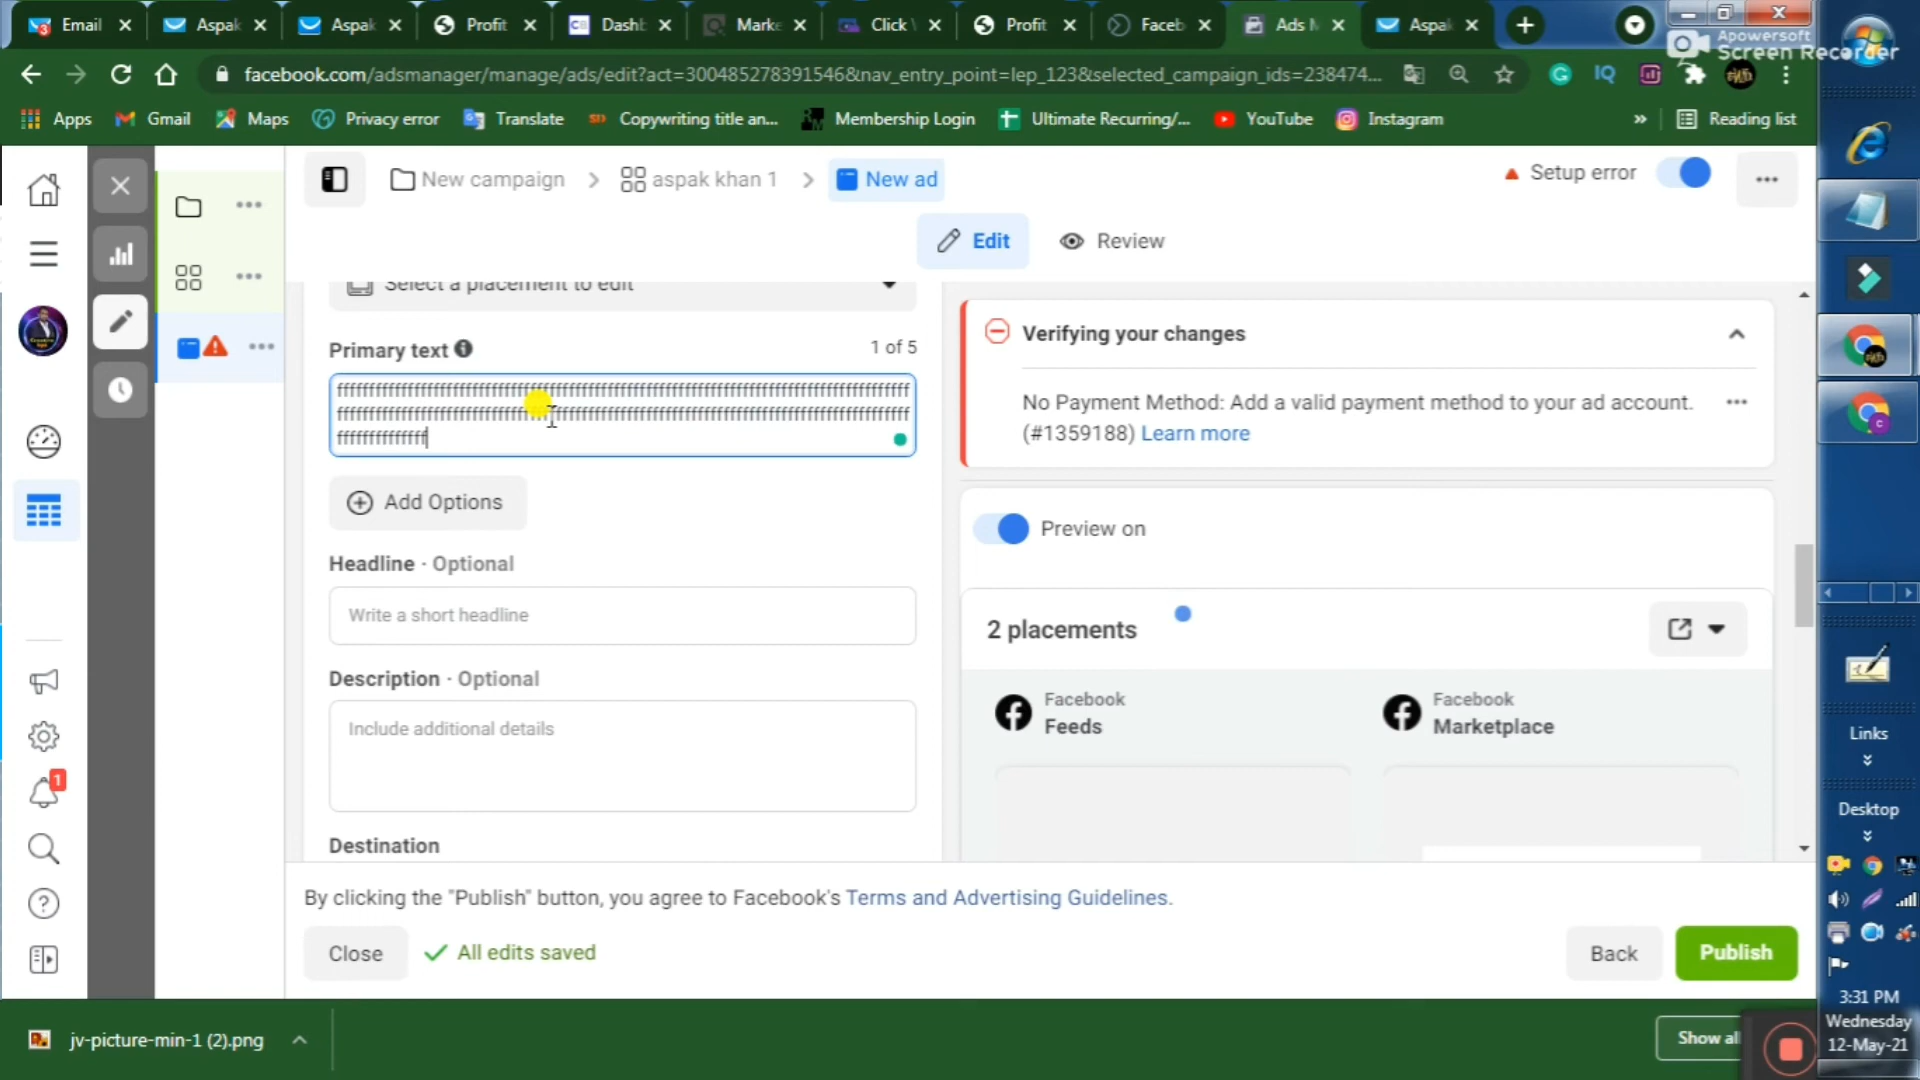 Email
Aspak
Aspak
Profit
Dashb
Marke
Click
Profit
Faceb
Ads M
Aspak
Apowersoft
Screen Recorder
facebook.com/adsmanager/manage/ads/edit?act=300485278391546&nav_entry_point=lep_123&selected_campaign_ids=238474...
Apps
Gmail
Maps
Privacy error
Translate
Copywriting title an...
Membership Login
Ultimate Recurring/...
YouTube
Instagram
»
Reading list
New campaign
aspak khan 1
New ad
Setup error
Edit
Review
Select a placement to edit
Primary text
1 of 5
Add Options
Headline · Optional
Write a short headline
Description · Optional
Include additional details
Destination
Verifying your changes
No Payment Method: Add a valid payment method to your ad account.
(#1359188) Learn more
Preview on
2 placements
Facebook
Feeds
Facebook
Marketplace
By clicking the "Publish" button, you agree to Facebook's Terms and Advertising Guidelines.
Close
All edits saved
Back
Publish
1
jv-picture-min-1 (2).png
Show all
Links
Desktop
3:31 PM
Wednesday
12-May-21